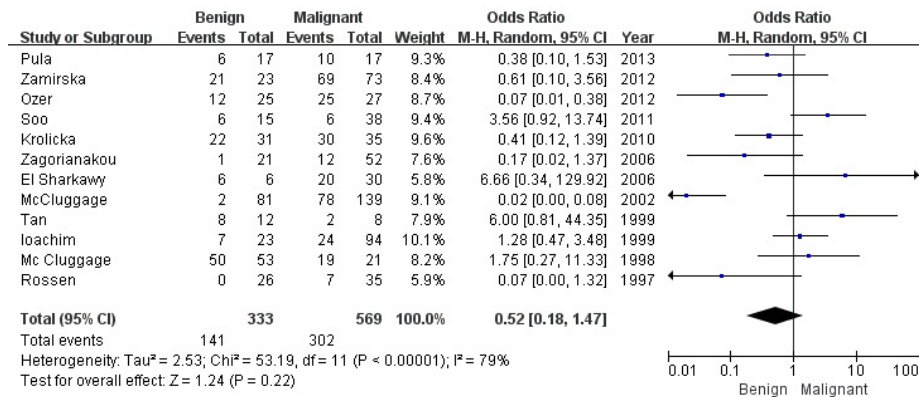 Benign Malignant Odds Ratio Odds Ratio
Study or Subgroup Events Total Events Total Weight M-H, Random, 95% CI Year M-H, Random, 95% CI
Pula 6 17 10 17 9.3% 0.38 [0.10, 1.53] 2013
Zamirska 21 23 69 73 8.2% 0.61 [0.10, 3.56] 2012
Ozer 12 25 25 27 8.7% 0.07 [0.01, 0.38] 2012
Soo 6 15 6 38 9.4% 3.56 [0.92, 13.74] 2011
Krolicka 22 31 30 35 9.6% 0.41 [0.12, 1.39] 2010
Zagorianakou 1 21 12 52 7.6% 0.17 [0.02, 1.37] 2006
El Sharkawy 6 6 20 30 5.8% 6.66 [0.34, 129.92] 2006
McCluggage 2 81 78 139 9.0% 0.02 [0.00, 0.08] 2002
Tan 8 12 2 8 7.9% 6.00 [0.81, 44.35] 1999
Ioachim 7 23 24 94 10.1% 1.28 [0.47, 3.48] 1999
Mc Cluggage 50 53 19 21 8.2% 1.75 [0.27, 11.33] 1998
Rossen 0 26 7 35 5.9% 0.07 [0.00, 1.32] 1997
Total (95% CI) 333 569 100.0% 0.52 [0.18, 1.47]
Total events 141 302
Heterogeneity: Tau² = 2.53; Chi² = 53.19, df = 11 (P < 0.00001); I² = 79%
Test for overall effect: Z = 1.24 (P = 0.22)
0.01 0.1 1 10 100
Benign Malignant